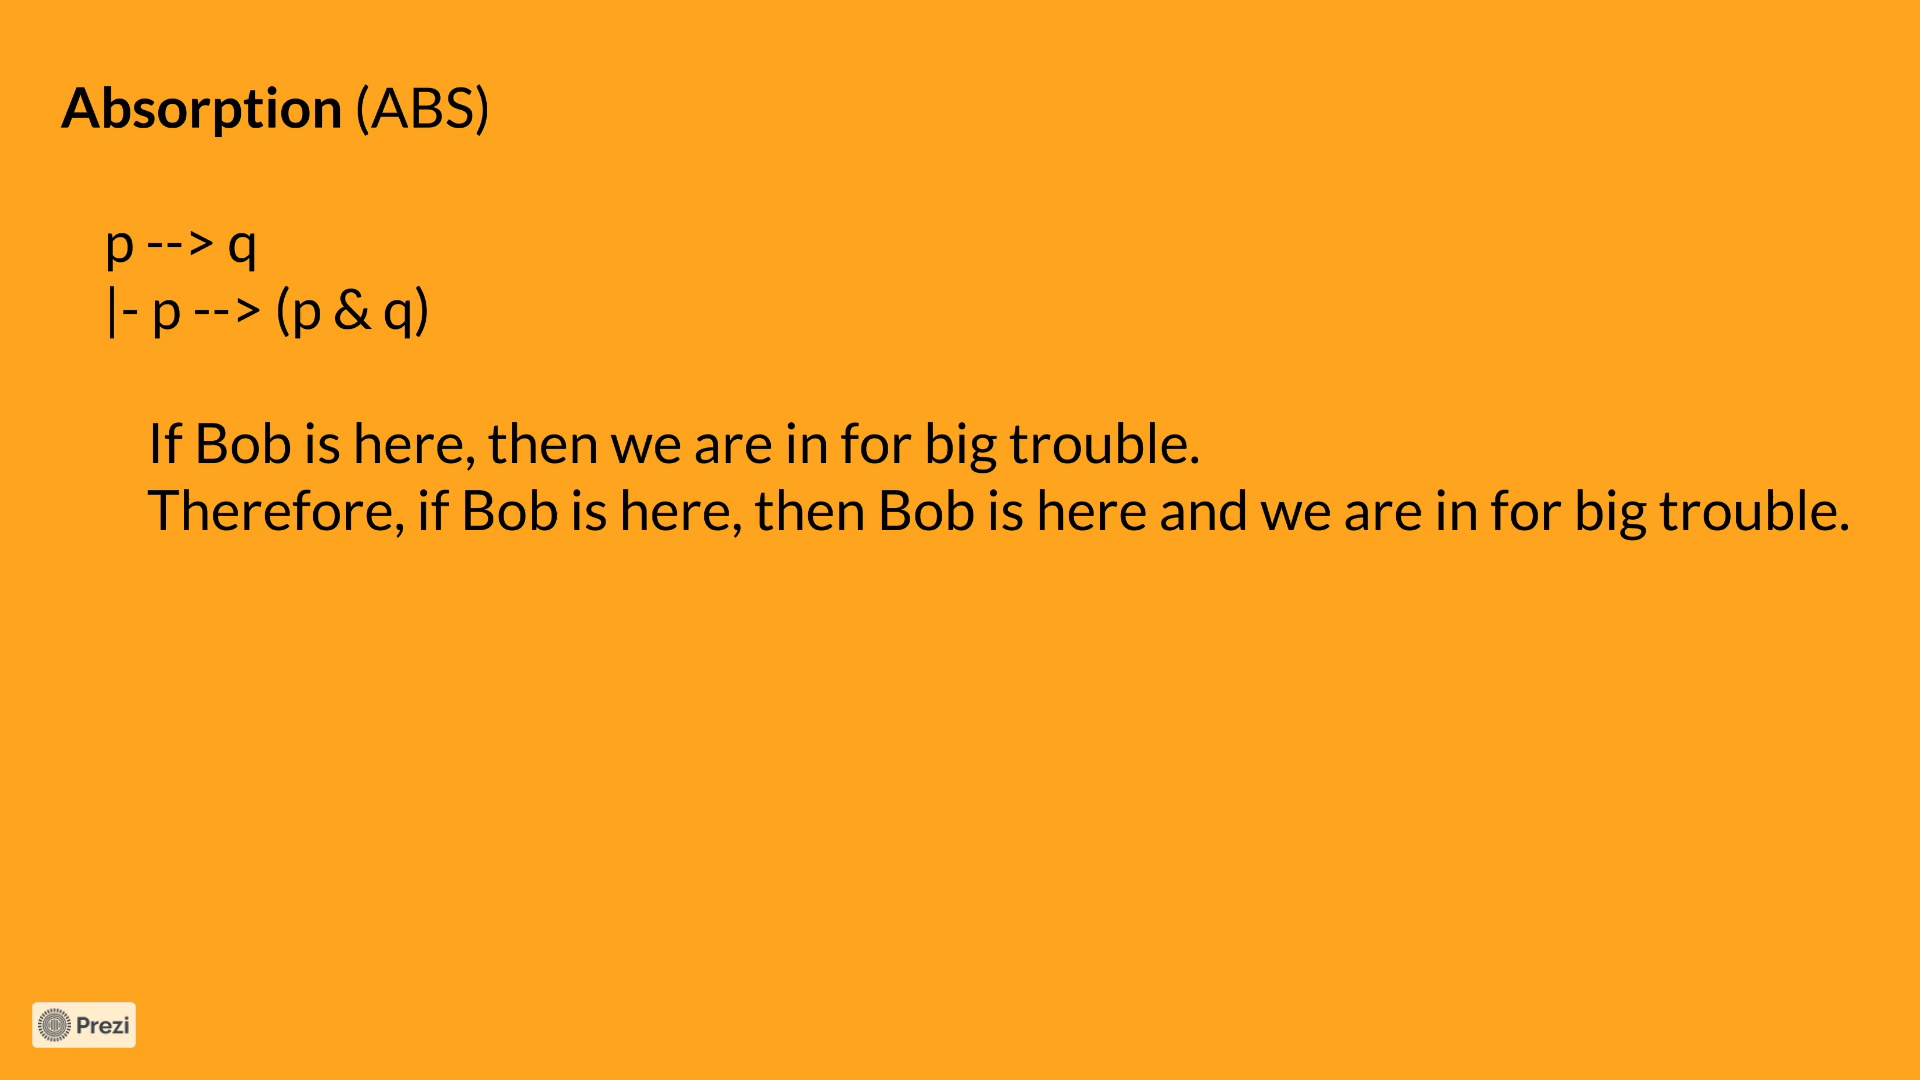 Absorption (ABS)
p --> q
|- p --> (p & q)
If Bob is here, then we are in for big trouble.
Therefore, if Bob is here, then Bob is here and we are in for big trouble.
Prezi